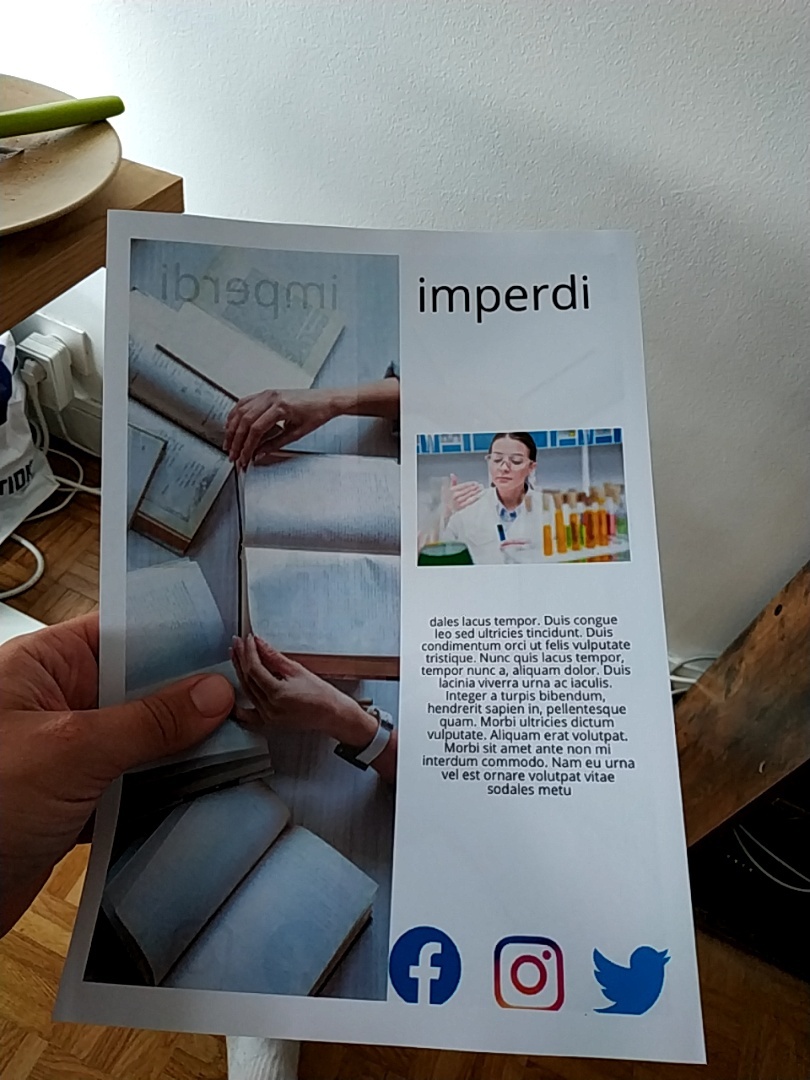 imperdi
imperdi
dales lacus tempor. Duis congue
leo sed ultricies tincidunt. Duis
condimentum orci ut felis vulputate
tristique. Nunc quis lacus tempor,
tempor nunc a, aliquam dolor. Duis
lacinia viverra urna ac iaculis.
Integer a turpis bibendum,
hendrerit sapien in, pellentesque
quam. Morbi ultricies dictum
vulputate. Aliquam erat volutpat.
Morbi sit amet ante non mi
interdum commodo. Nam eu urna
vel est ornare volutpat vitae
sodales metu